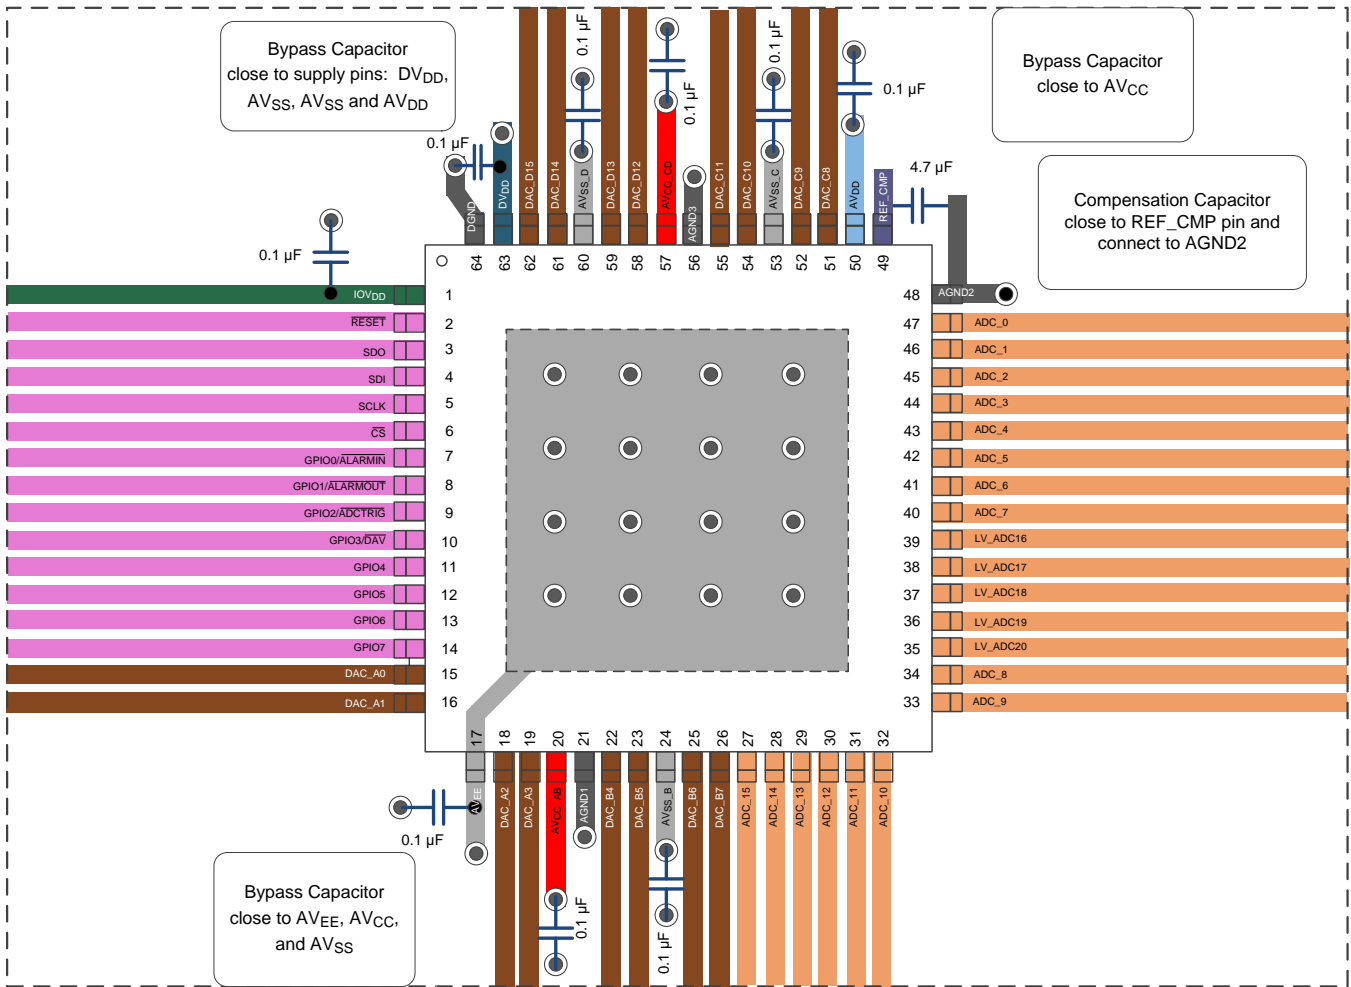 Bypass Capacitor
close to supply pins: DVDD,
AVSS, AVSS and AVDD
Bypass Capacitor
close to AVCC
Compensation Capacitor
close to REF_CMP pin and
connect to AGND2
0.1 µF
0.1 µF
0.1 µF
0.1 µF
0.1 µF
0.1 µF
4.7 µF
DGND
DVDD
DAC_D15
DAC_D14
AVSS_D
DAC_D13
DAC_D12
AVCC_CD
AGND3
DAC_C11
DAC_C10
AVSS_C
DAC_C9
DAC_C8
AVDD
REF_CMP
64
63
62
61
60
59
58
57
56
55
54
53
52
51
50
49
IOVDD 1
RESET 2
SDO 3
SDI 4
SCLK 5
CS 6
GPIO0/ALARMIN 7
GPIO1/ALARMOUT 8
GPIO2/ADCTRIG 9
GPIO3/DAV 10
GPIO4 11
GPIO5 12
GPIO6 13
GPIO7 14
DAC_A0 15
DAC_A1 16
48 AGND2
47 ADC_0
46 ADC_1
45 ADC_2
44 ADC_3
43 ADC_4
42 ADC_5
41 ADC_6
40 ADC_7
39 LV_ADC16
38 LV_ADC17
37 LV_ADC18
36 LV_ADC19
35 LV_ADC20
34 ADC_8
33 ADC_9
17
18
19
20
21
22
23
24
25
26
27
28
29
30
31
32
AVEE
DAC_A2
DAC_A3
AVCC_AB
AGND1
DAC_B4
DAC_B5
AVSS_B
DAC_B6
DAC_B7
ADC_15
ADC_14
ADC_13
ADC_12
ADC_11
ADC_10
0.1 µF
0.1 µF
0.1 µF
Bypass Capacitor
close to AVEE, AVCC,
and AVSS